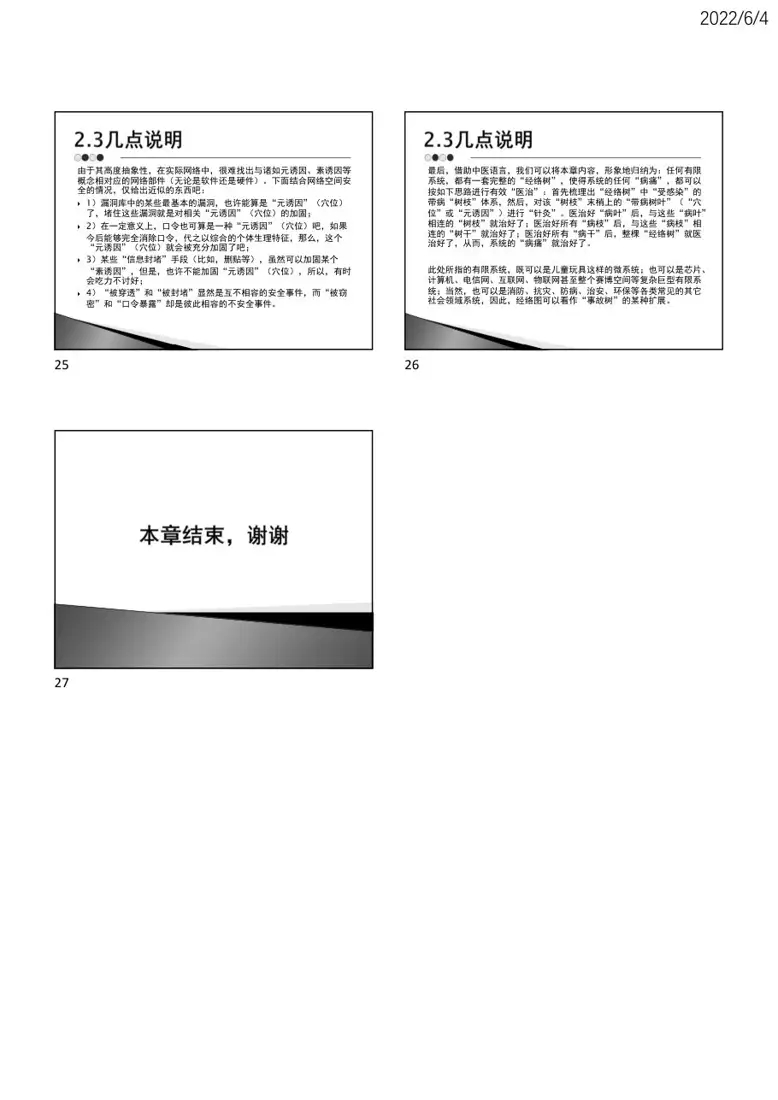 2022/6/4
2.3几点说明
由于其高度抽象性，在实际网络中，很难找出与诸如元诱因、素诱因等
概念相对应的网络部件（无论是软件还是硬件）。下面结合网络空间安
全的情况，仅给出近似的东西吧：
1）漏洞库中的某些最基本的漏洞，也许能算是“元诱因”（穴位）
了，堵住这些漏洞就是对相关“元诱因”（穴位）的加固；
2）在一定意义上，口令也可算是一种“元诱因”（穴位）吧，如果
今后能够完全消除口令，代之以综合的个体生理特征，那么，这个
“元诱因”（穴位）就会被充分加固了吧；
3）某些“信息封堵”手段（比如，删贴等），虽然可以加固某个
“素诱因”，但是，也许不能加固“元诱因”（穴位），所以，有时
会吃力不讨好；
4）“被穿透”和“被封堵”显然是互不相容的安全事件，而“被窃
密”和“口令暴露”却是彼此相容的不安全事件。
25
2.3几点说明
最后，借助中医语言，我们可以将本章内容，形象地归纳为：任何有限
系统，都有一套完整的“经络树”，使得系统的任何“病痛”，都可以
按如下思路进行有效“医治”：首先梳理出“经络树”中“受感染”的
带病“树枝”体系，然后，对该“树枝”末梢上的“带病树叶”（“穴
位”或“元诱因”）进行“针灸”。医治好“病叶”后，与这些“病叶”
相连的“树枝”就治好了；医治好所有“病枝”后，与这些“病枝”相
连的“树干”就治好了；医治好所有“病干”后，整棵“经络树”就医
治好了，从而，系统的“病痛”就治好了。
此处所指的有限系统，既可以是儿童玩具这样的微系统；也可以是芯片、
计算机、电信网、互联网、物联网甚至整个赛博空间等复杂巨型有限系
统；当然，也可以是消防、抗灾、防病、治安、环保等各类常见的其它
社会领域系统，因此，经络图可以看作“事故树”的某种扩展。
26
本章结束，谢谢
27